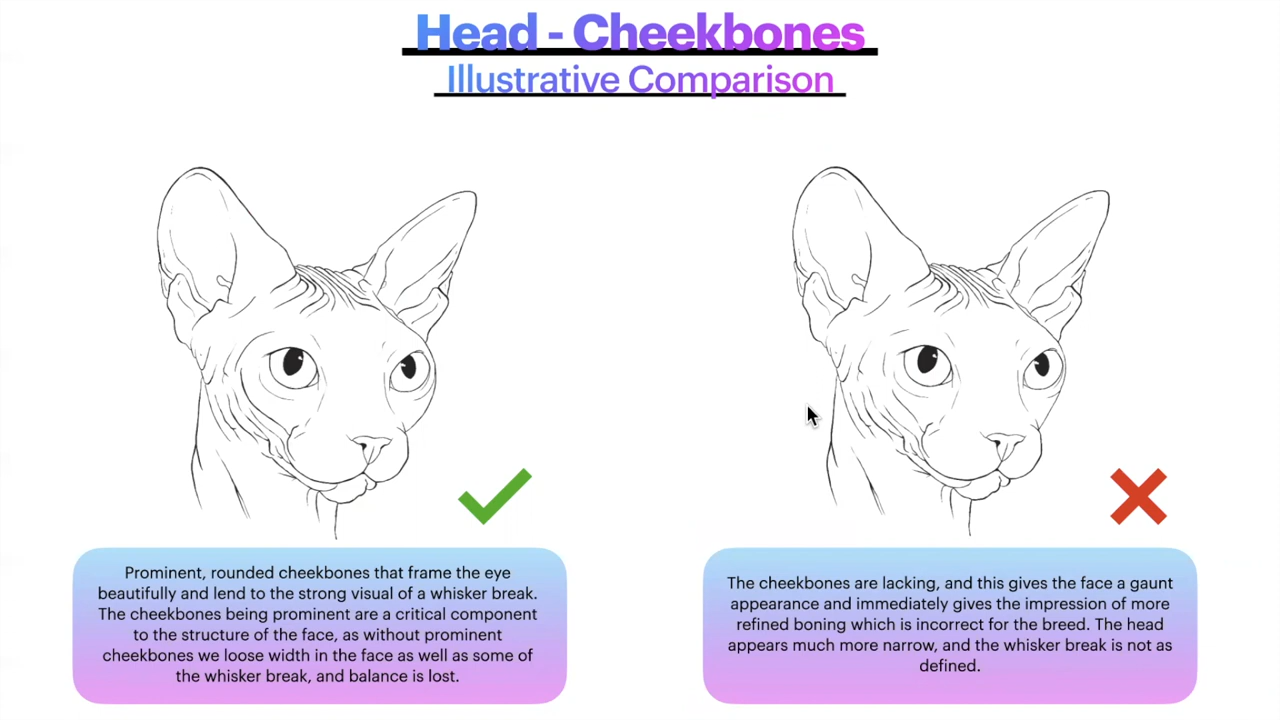 Head - Cheekbones
Illustrative Comparison
Prominent, rounded cheekbones that frame the eye
beautifully and lend to the strong visual of a whisker break.
The cheekbones being prominent are a critical component
to the structure of the face, as without prominent
cheekbones we loose width in the face as well as some of
the whisker break, and balance is lost.
The cheekbones are lacking, and this gives the face a gaunt
appearance and immediately gives the impression of more
refined boning which is incorrect for the breed. The head
appears much more narrow, and the whisker break is not as
defined.